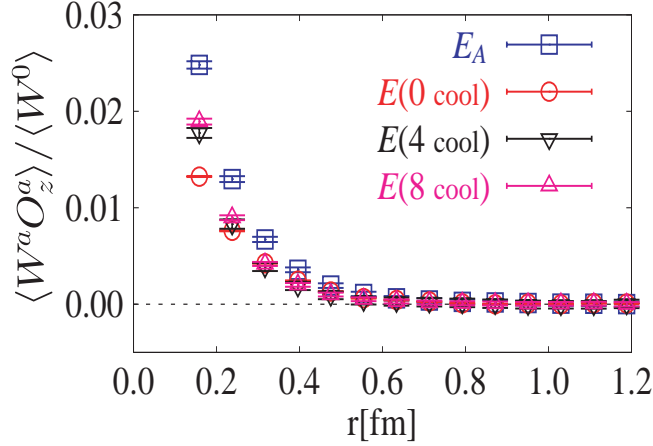 0.03
0.02
0.01
0.00
⟨W^a O_z^a⟩/⟨W^0⟩
E_A
E(0 cool)
E(4 cool)
E(8 cool)
0.0 0.2 0.4 0.6 0.8 1.0 1.2
r[fm]